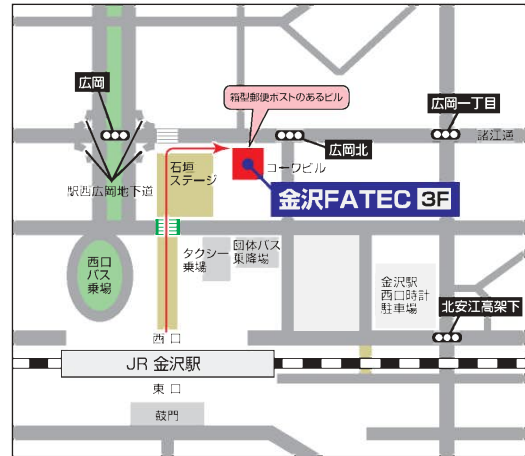 広岡
箱型郵便ポストのあるビル
広岡一丁目
広岡北
諸江通
石垣
ステージ
コーワビル
駅西広岡地下道
金沢FATEC 3F
西口
バス
乗場
タクシー
乗場
団体バス
乗降場
金沢駅
西口時計
駐車場
北安江高架下
西口
JR 金沢駅
東口
鼓門